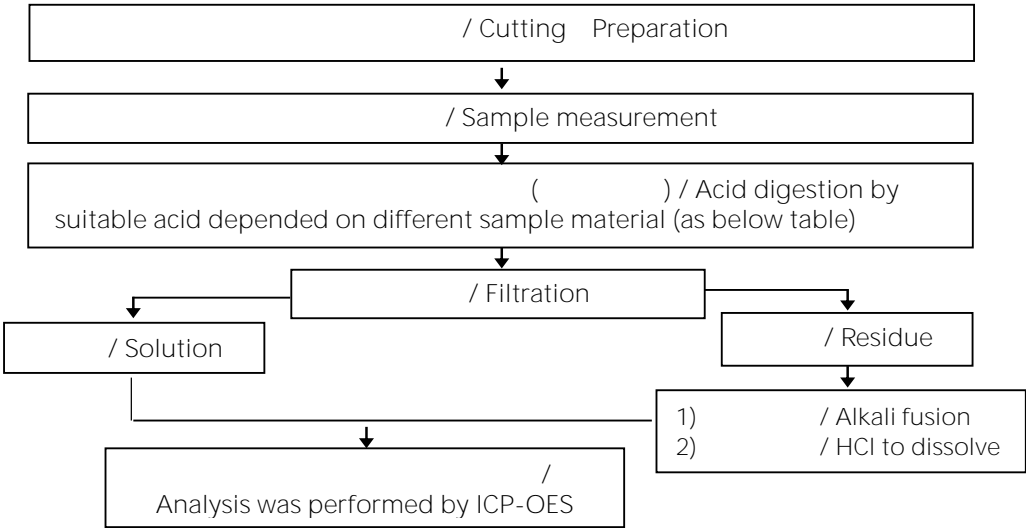 / Cutting Preparation
/ Sample measurement
( ) / Acid digestion by
suitable acid depended on different sample material (as below table)
/ Filtration
/ Solution
/ Residue
1) / Alkali fusion
2) / HCl to dissolve
/
Analysis was performed by ICP-OES